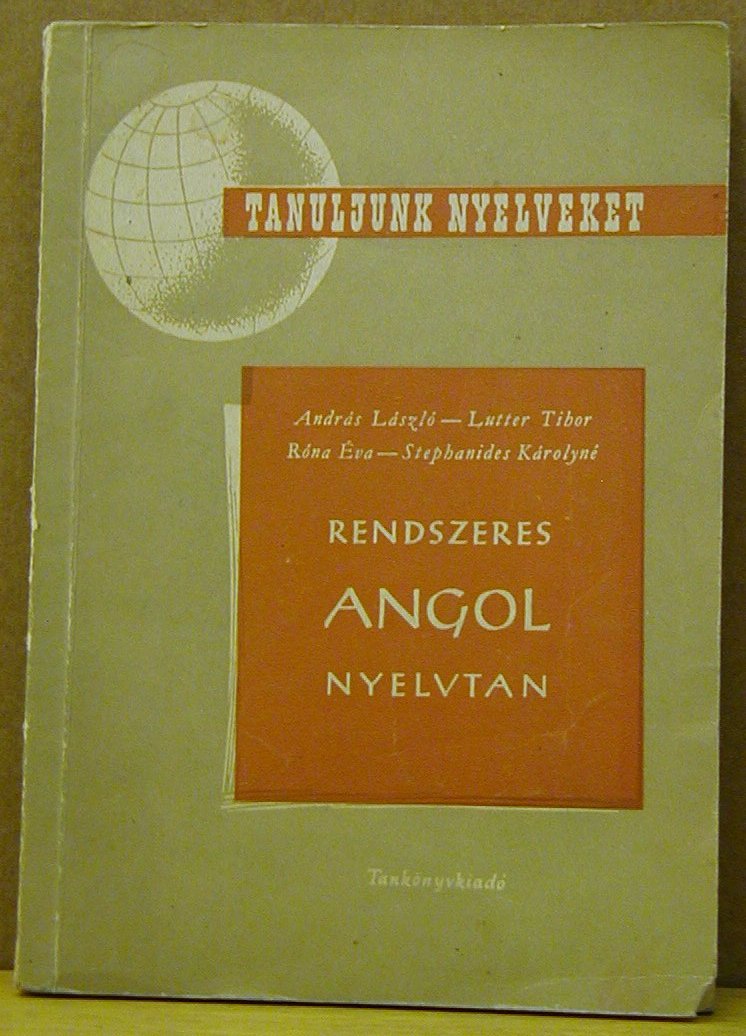 TANULJUNK NYELVEKET
András László — Lutter Tibor
Róna Éva — Stephanides Károlyné
RENDSZERES
ANGOL
NYELVTAN
Tankönyvkiadó